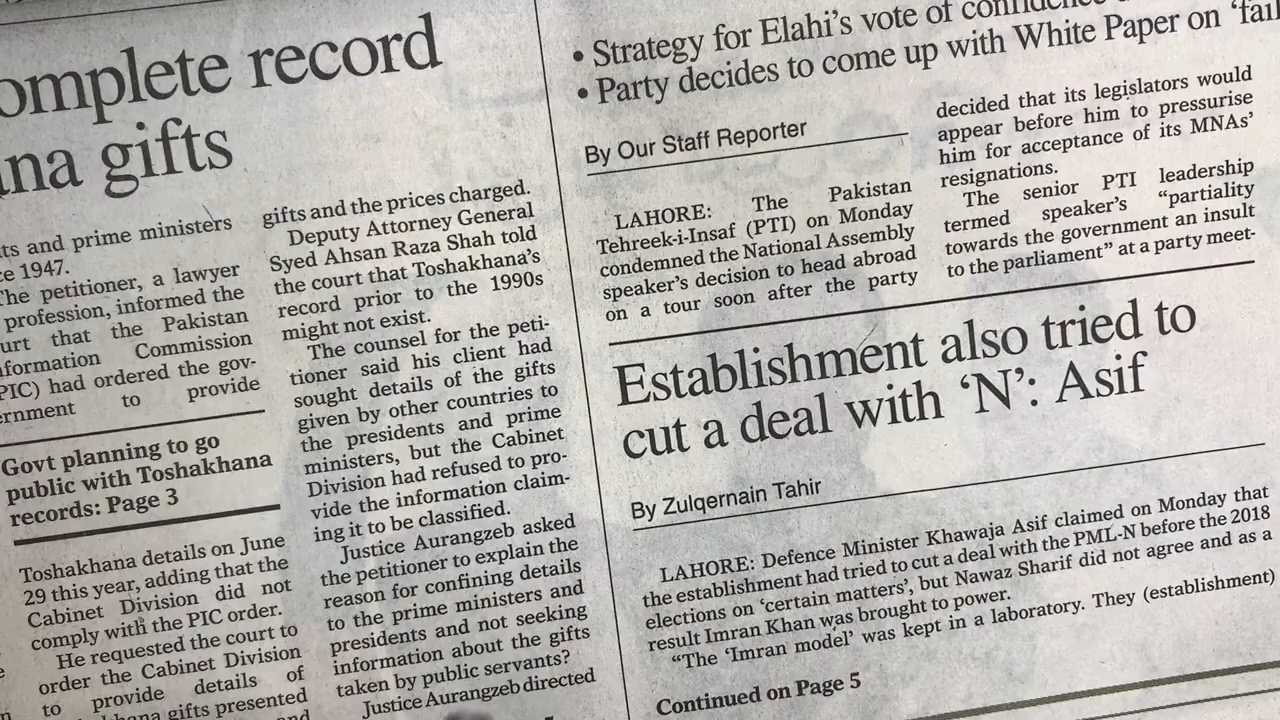 complete record
gifts
and prime ministers
1947.
The petitioner, a lawyer
profession, informed the
that the Pakistan
Information Commission
(PIC) had ordered the gov-
ernment to provide
Govt planning to go
public with Toshakhana
records: Page 3
Toshakhana details on June
29 this year, adding that the
Cabinet Division did not
comply with the PIC order.
He requested the court to
order the Cabinet Division
to provide details of
gifts presented
gifts and the prices charged.
Deputy Attorney General
Syed Ahsan Raza Shah told
the court that Toshakhana's
record prior to the 1990s
might not exist.
The counsel for the peti-
tioner said his client had
sought details of the gifts
given by other countries to
the presidents and prime
ministers, but the Cabinet
Division had refused to pro-
vide the information claim-
ing it to be classified.
Justice Aurangzeb asked
the petitioner to explain the
reason for confining details
to the prime ministers and
presidents and not seeking
information about the gifts
taken by public servants?
Justice Aurangzeb directed
• Strategy for Elahi's vote of confidence
• Party decides to come up with White Paper on 'fail
By Our Staff Reporter
LAHORE: The Pakistan
Tehreek-i-Insaf (PTI) on Monday
condemned the National Assembly
speaker's decision to head abroad
on a tour soon after the party
decided that its legislators would
appear before him to pressurise
him for acceptance of its MNAs'
resignations.
The senior PTI leadership
termed speaker's "partiality
towards the government an insult
to the parliament" at a party meet-
Establishment also tried to
cut a deal with 'N': Asif
By Zulqernain Tahir
LAHORE: Defence Minister Khawaja Asif claimed on Monday that
the establishment had tried to cut a deal with the PML-N before the 2018
elections on 'certain matters', but Nawaz Sharif did not agree and as a
result Imran Khan was brought to power.
"The 'Imran model' was kept in a laboratory. They (establishment)
Continued on Page 5